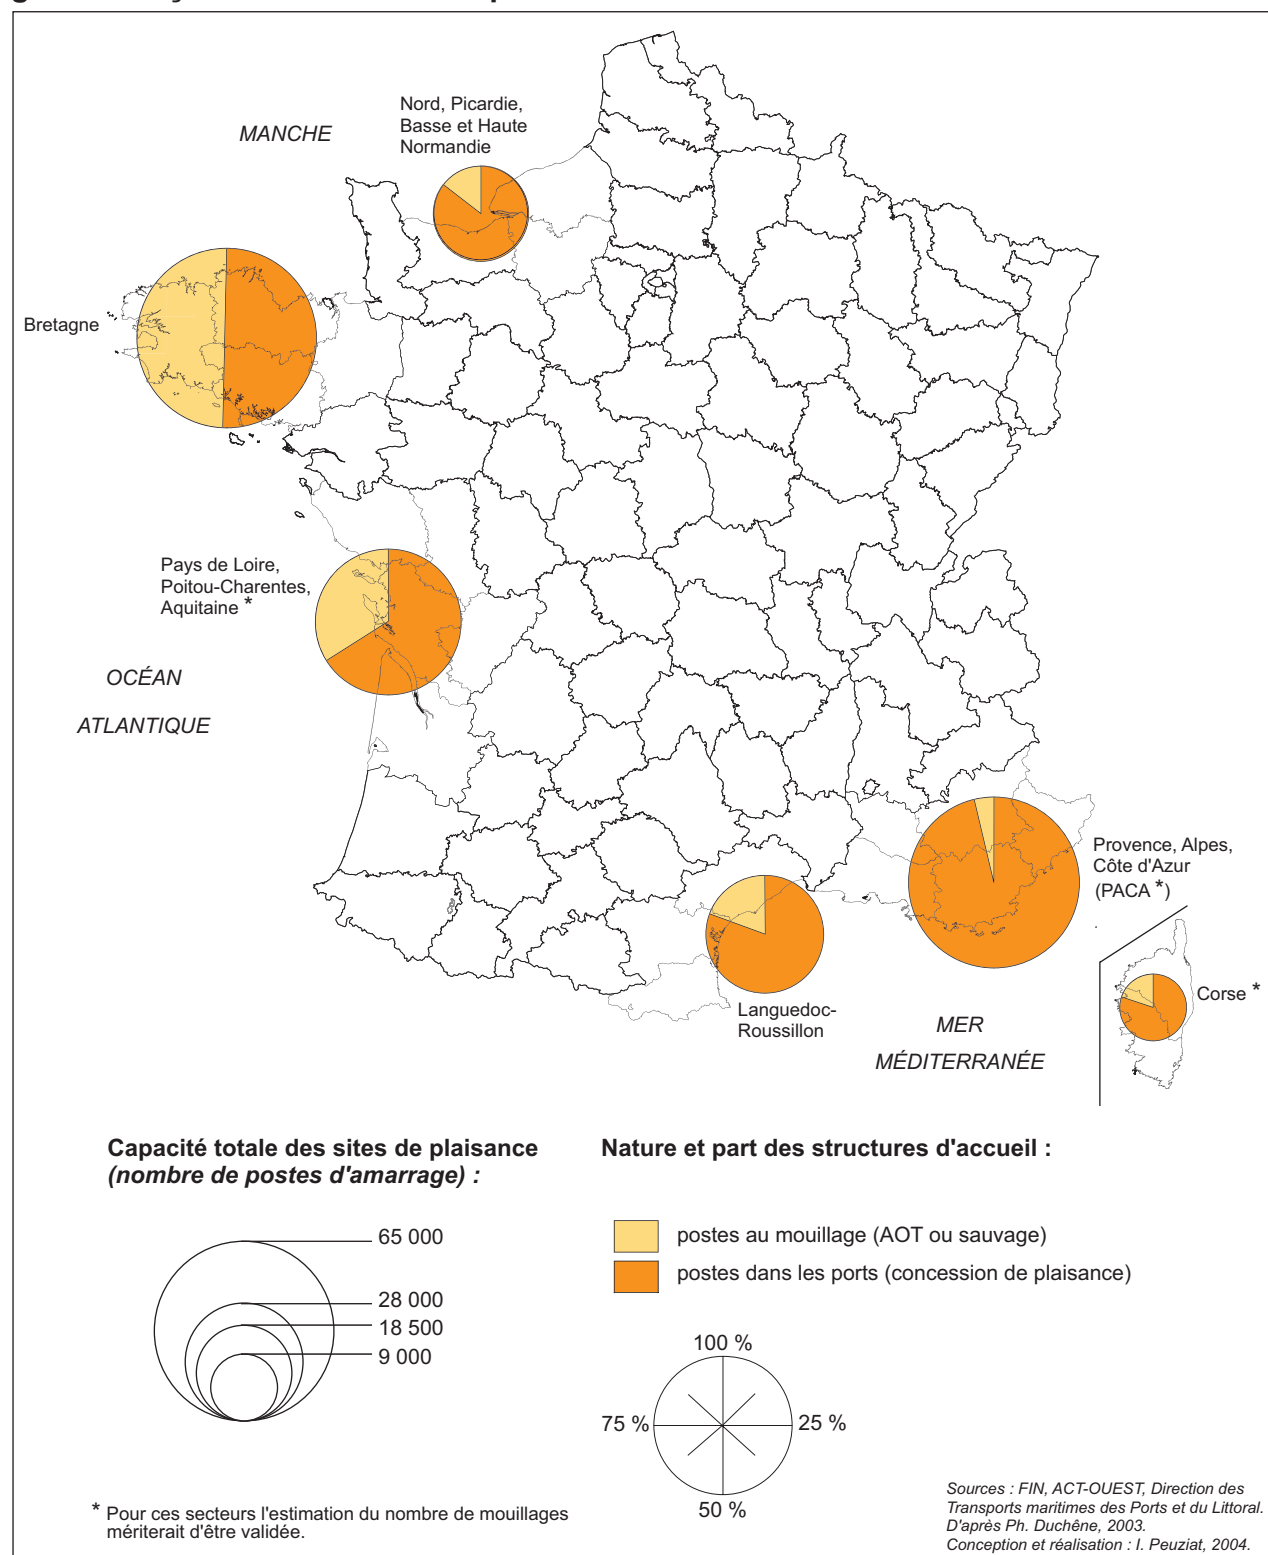 MANCHE
Nord, Picardie,
Basse et Haute
Normandie
Bretagne
Pays de Loire,
Poitou-Charentes,
Aquitaine *
OCÉAN
ATLANTIQUE
Provence, Alpes,
Côte d'Azur
(PACA *)
Corse *
Languedoc-
Roussillon
MER
MÉDITERRANÉE
Capacité totale des sites de plaisance
(nombre de postes d'amarrage) :
65 000
28 000
18 500
9 000
Nature et part des structures d'accueil :
postes au mouillage (AOT ou sauvage)
postes dans les ports (concession de plaisance)
100 %
75 %
25 %
50 %
* Pour ces secteurs l'estimation du nombre de mouillages
mériterait d'être validée.
Sources : FIN, ACT-OUEST, Direction des
Transports maritimes des Ports et du Littoral.
D'après Ph. Duchêne, 2003.
Conception et réalisation : I. Peuziat, 2004.